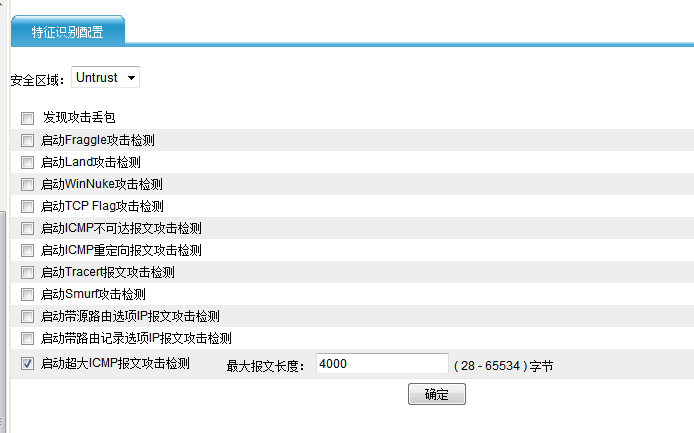 特征识别配置
安全区域： Untrust
发现攻击丢包
启动Fraggle攻击检测
启动Land攻击检测
启动WinNuke攻击检测
启动TCP Flag攻击检测
启动ICMP不可达报文攻击检测
启动ICMP重定向报文攻击检测
启动Tracert报文攻击检测
启动Smurf攻击检测
启动带源路由选项IP报文攻击检测
启动带路由记录选项IP报文攻击检测
启动超大ICMP报文攻击检测 最大报文长度： 4000 ( 28 - 65534 ) 字节
确定